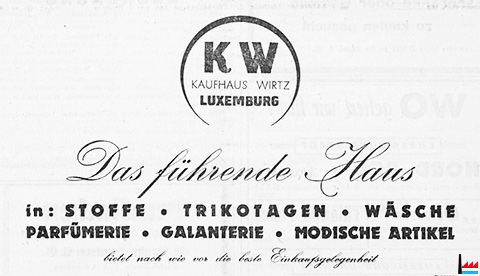 KW
KAUFHAUS WIRTZ
LUXEMBURG
Das führende Haus
in: STOFFE • TRIKOTAGEN • WÄSCHE
PARFÜMERIE • GALANTERIE • MODISCHE ARTIKEL
bietet nach wie vor die beste Einkaufsgelegenheit